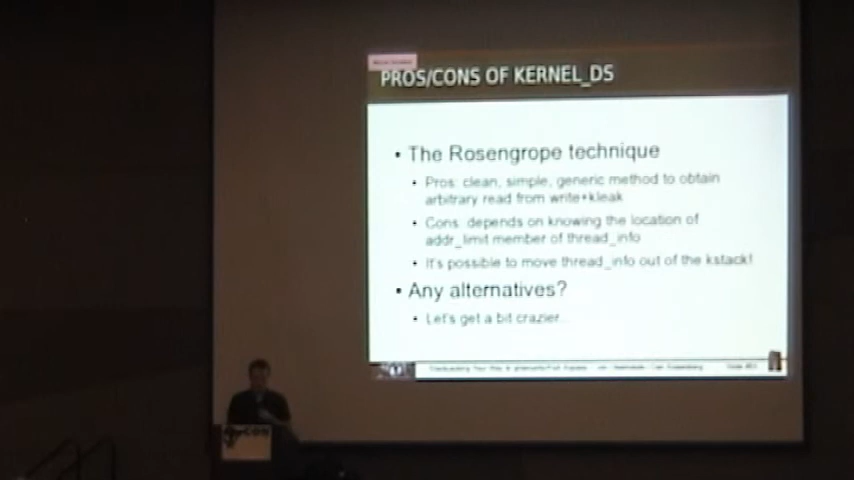 PROS/CONS OF KERNEL_DS
• The Rosengrope technique
• Pros: clean, simple, generic method to obtain
arbitrary read from write+kleak
• Cons: depends on knowing the location of
addr_limit member of thread_info
• It's possible to move thread_info out of the kstack!
• Any alternatives?
• Let's get a bit crazier...